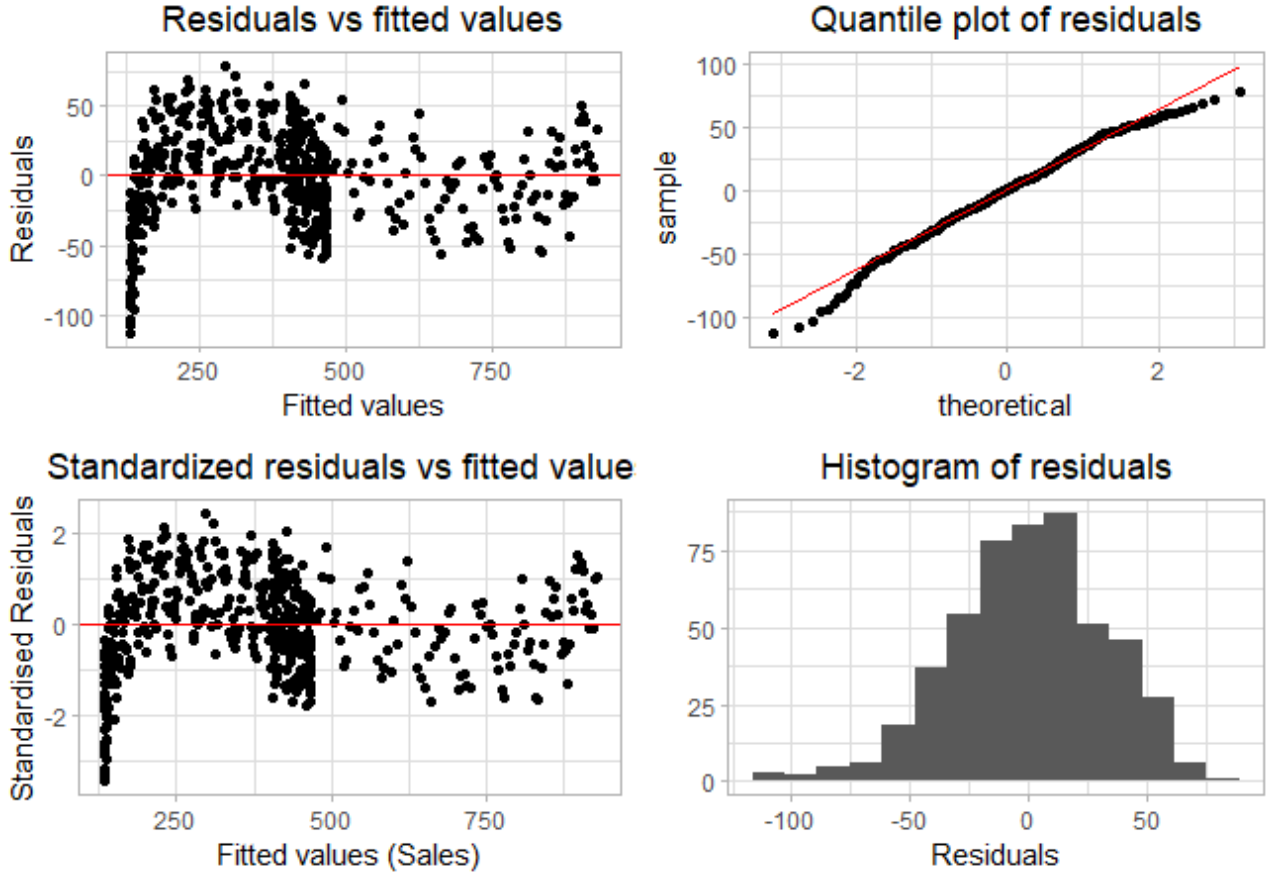 Residuals vs fitted values
Residuals
50
0
-50
-100
250
500
750
Fitted values
Quantile plot of residuals
sample
100
50
0
-50
-100
-2
0
2
theoretical
Standardized residuals vs fitted value
Standardised Residuals
2
0
-2
250
500
750
Fitted values (Sales)
Histogram of residuals
75
50
25
0
-100
-50
0
50
Residuals